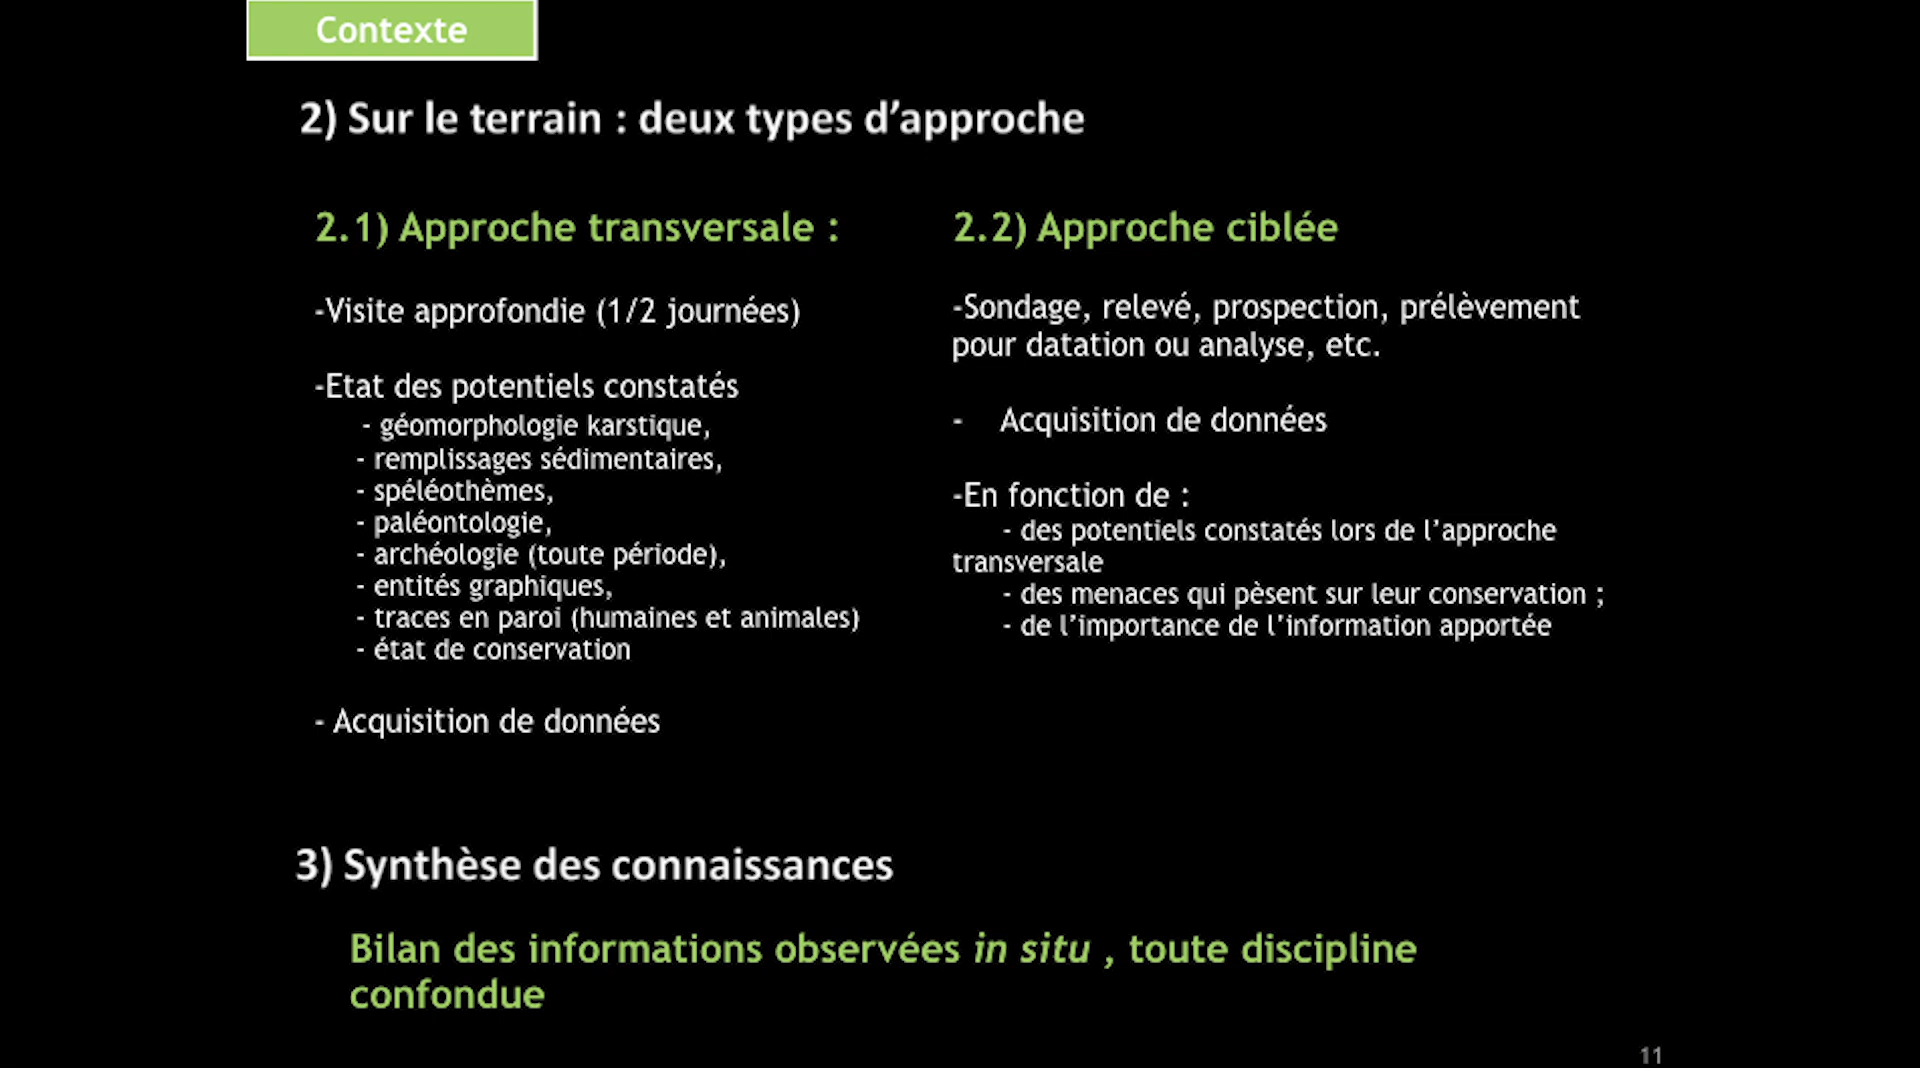 Contexte
2) Sur le terrain : deux types d’approche
2.1) Approche transversale :
-Visite approfondie (1/2 journées)
-Etat des potentiels constatés
- géomorphologie karstique,
- remplissages sédimentaires,
- spéléothèmes,
- paléontologie,
- archéologie (toute période),
- entités graphiques,
- traces en paroi (humaines et animales)
- état de conservation
- Acquisition de données
2.2) Approche ciblée
-Sondage, relevé, prospection, prélèvement
pour datation ou analyse, etc.
- Acquisition de données
-En fonction de :
- des potentiels constatés lors de l’approche
transversale
- des menaces qui pèsent sur leur conservation ;
- de l’importance de l’information apportée
3) Synthèse des connaissances
Bilan des informations observées in situ , toute discipline
confondue
11